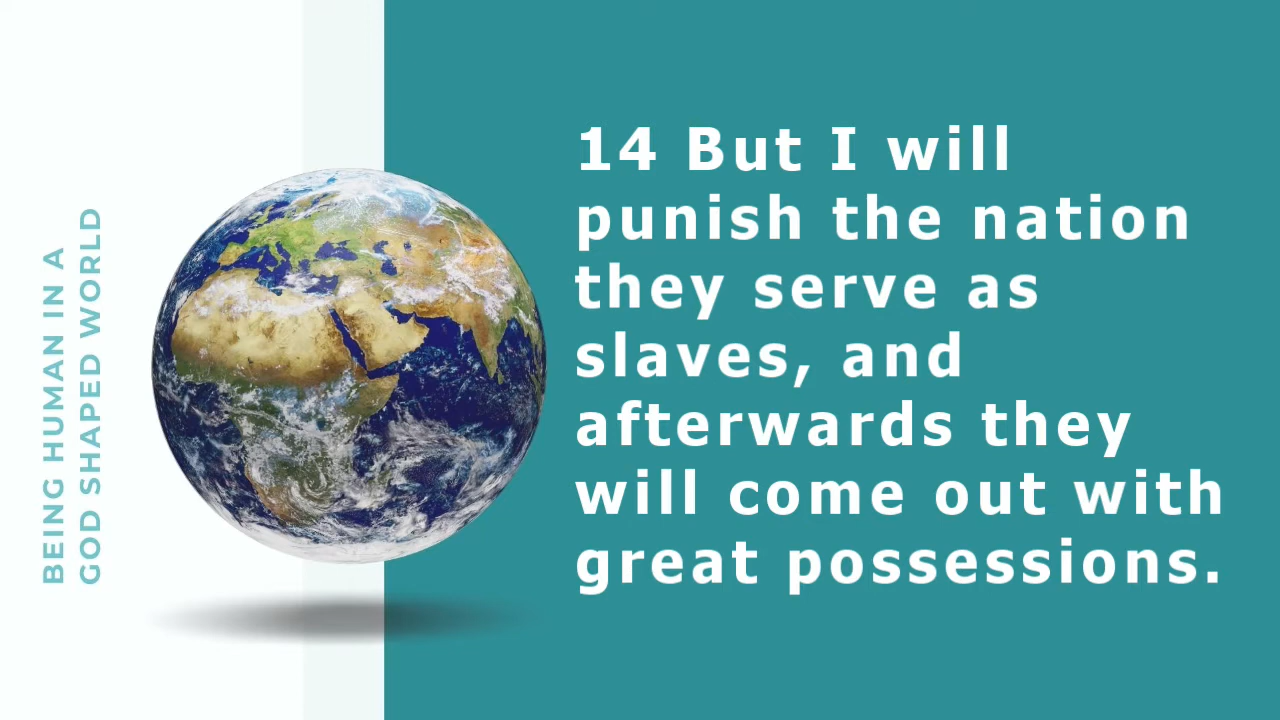 BEING HUMAN IN A
GOD SHAPED WORLD
14 But I will
punish the nation
they serve as
slaves, and
afterwards they
will come out with
great possessions.